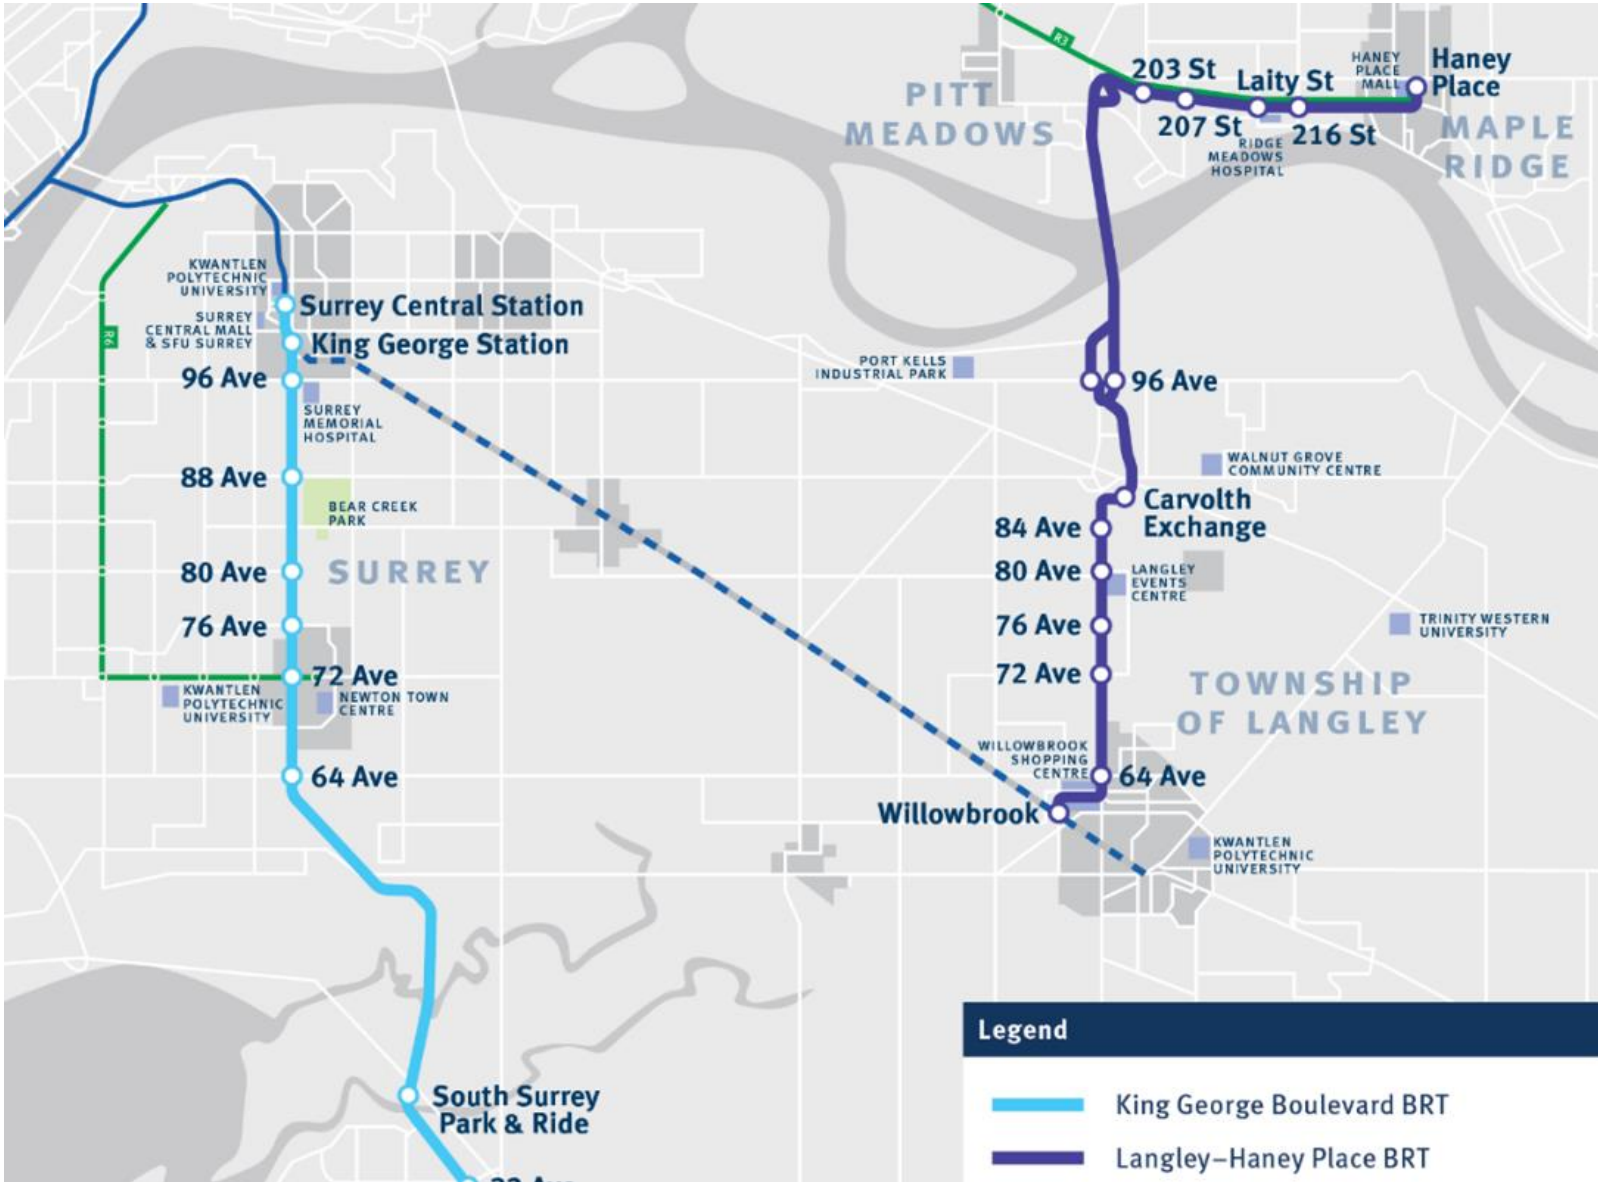 R3
203 St
Laity St
HANEY
PLACE
MALL
Haney
Place
PITT
MEADOWS
207 St
216 St
RIDGE
MEADOWS
HOSPITAL
MAPLE
RIDGE
KWANTLEN
POLYTECHNIC
UNIVERSITY
Surrey Central Station
SURREY
CENTRAL MALL
& SFU SURREY
King George Station
R6
96 Ave
SURREY
MEMORIAL
HOSPITAL
PORT KELLS
INDUSTRIAL PARK
96 Ave
88 Ave
BEAR CREEK
PARK
WALNUT GROVE
COMMUNITY CENTRE
Carvolth
Exchange
84 Ave
80 Ave
SURREY
80 Ave
LANGLEY
EVENTS
CENTRE
76 Ave
76 Ave
TRINITY WESTERN
UNIVERSITY
72 Ave
72 Ave
KWANTLEN
POLYTECHNIC
UNIVERSITY
NEWTON TOWN
CENTRE
TOWNSHIP
OF LANGLEY
WILLOWBROOK
SHOPPING
CENTRE
64 Ave
64 Ave
Willowbrook
KWANTLEN
POLYTECHNIC
UNIVERSITY
South Surrey
Park & Ride
Legend
King George Boulevard BRT
Langley–Haney Place BRT